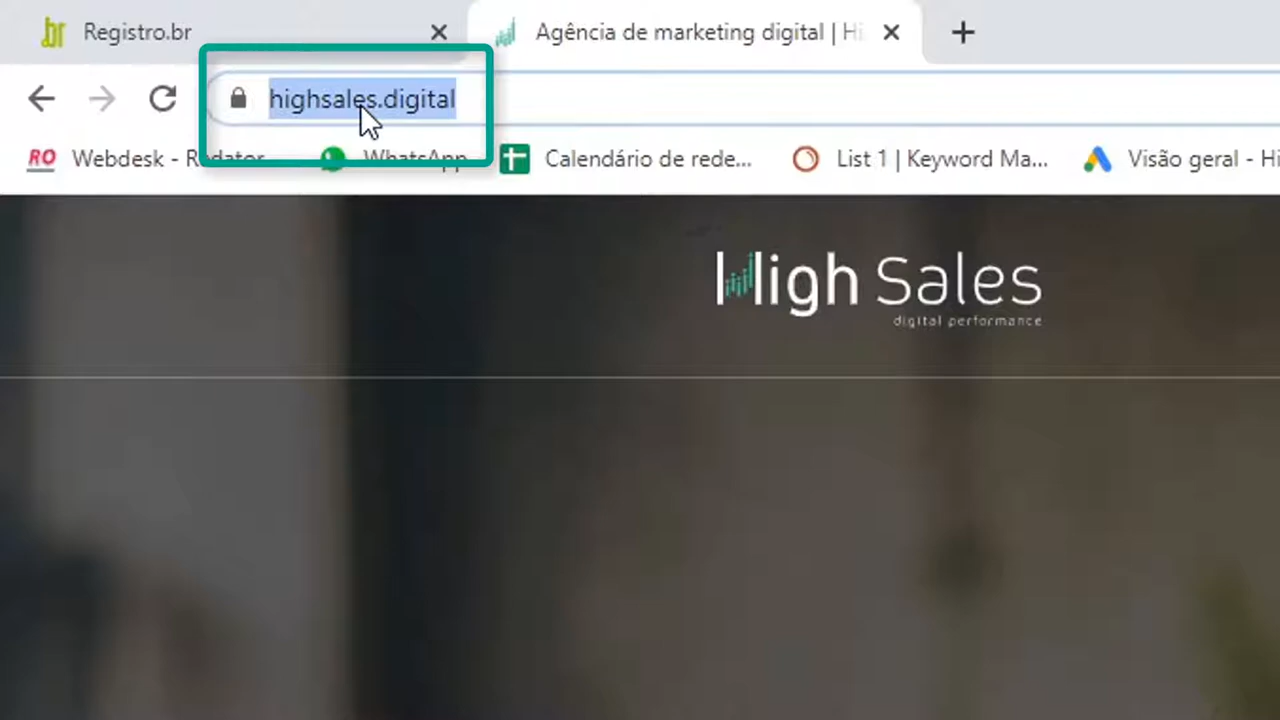 Registro.br
Agência de marketing digital | Hi
highsales.digital
RO Webdesk - Redator
WhatsApp
Calendário de rede...
List 1 | Keyword Ma...
Visão geral - Hi
High Sales
digital performance